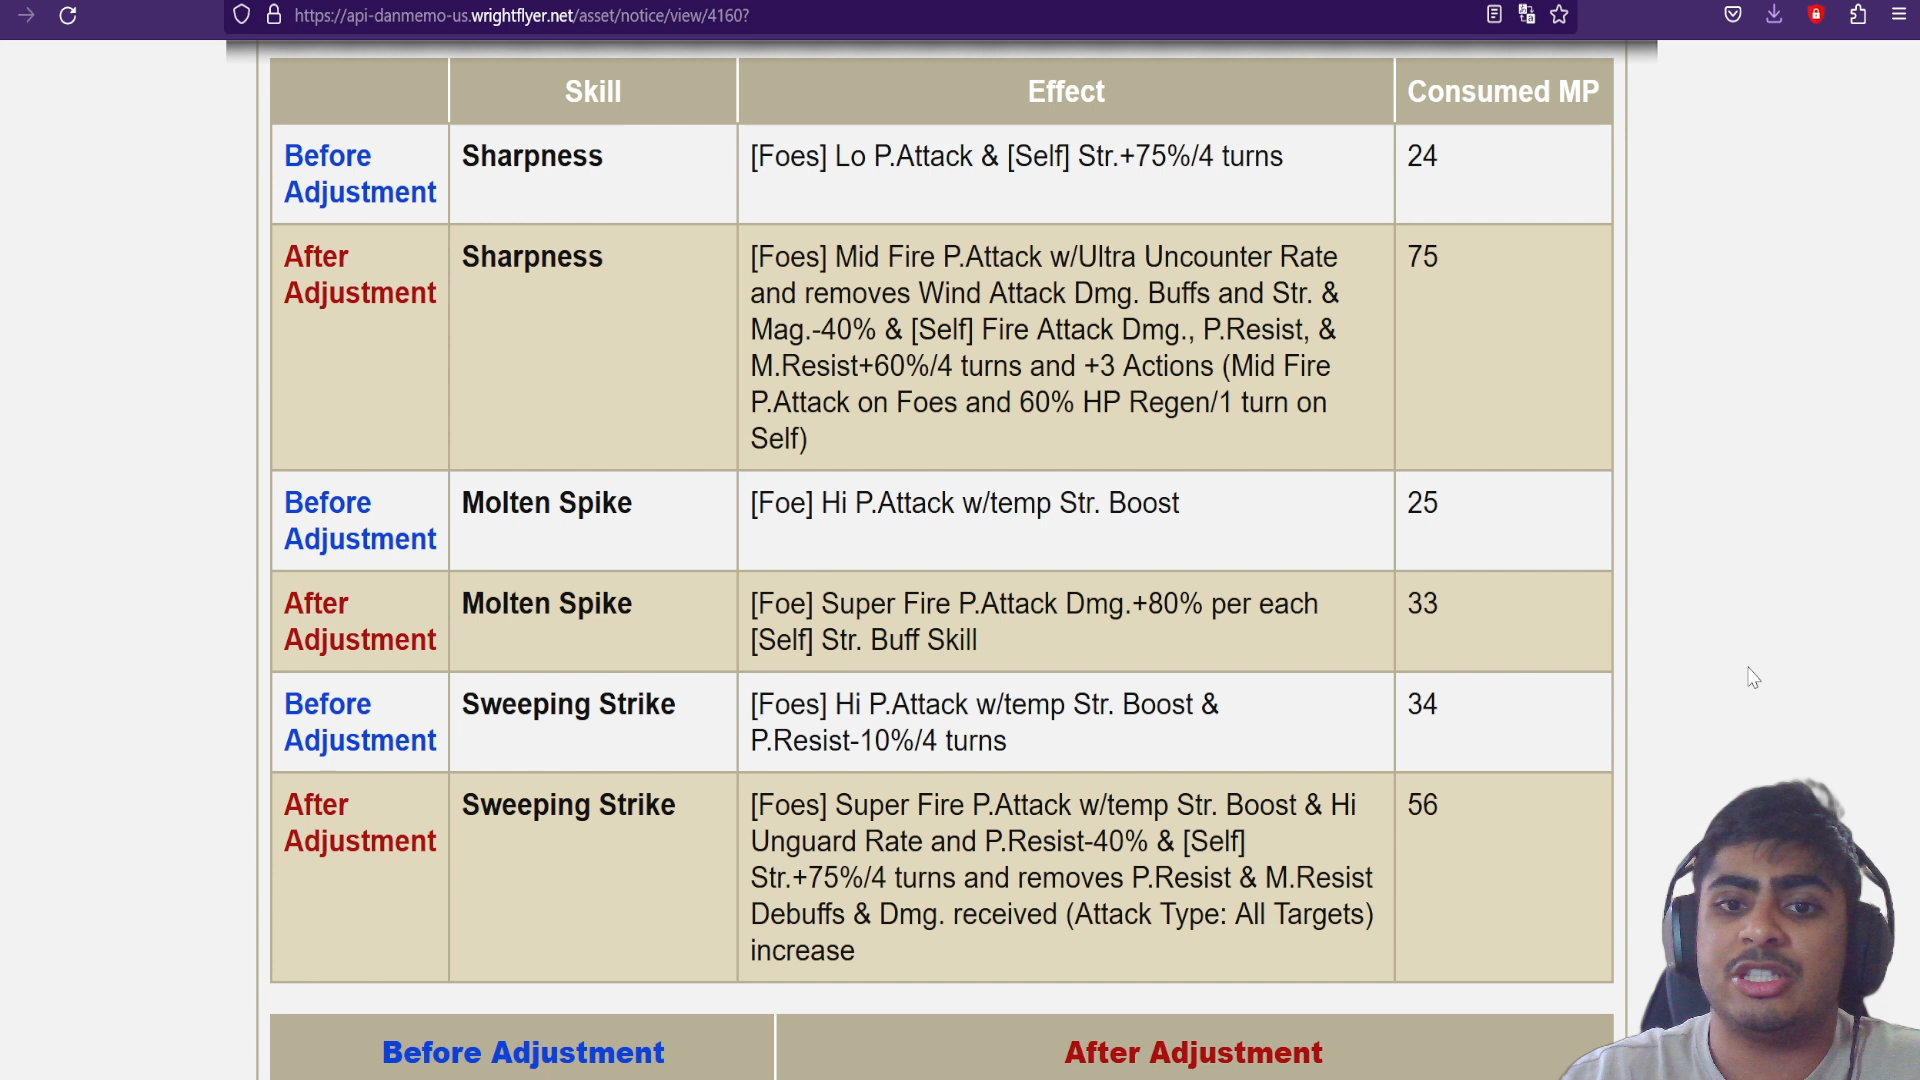 https://api-danmemo-us.wrightflyer.net/asset/notice/view/4160?
Skill
Effect
Consumed MP
Before
Adjustment
Sharpness
[Foes] Lo P.Attack & [Self] Str.+75%/4 turns
24
After
Adjustment
Sharpness
[Foes] Mid Fire P.Attack w/Ultra Uncounter Rate
and removes Wind Attack Dmg. Buffs and Str. &
Mag.-40% & [Self] Fire Attack Dmg., P.Resist, &
M.Resist+60%/4 turns and +3 Actions (Mid Fire
P.Attack on Foes and 60% HP Regen/1 turn on
Self)
75
Before
Adjustment
Molten Spike
[Foe] Hi P.Attack w/temp Str. Boost
25
After
Adjustment
Molten Spike
[Foe] Super Fire P.Attack Dmg.+80% per each
[Self] Str. Buff Skill
33
Before
Adjustment
Sweeping Strike
[Foes] Hi P.Attack w/temp Str. Boost &
P.Resist-10%/4 turns
34
After
Adjustment
Sweeping Strike
[Foes] Super Fire P.Attack w/temp Str. Boost & Hi
Unguard Rate and P.Resist-40% & [Self]
Str.+75%/4 turns and removes P.Resist & M.Resist
Debuffs & Dmg. received (Attack Type: All Targets)
increase
56
Before Adjustment
After Adjustment